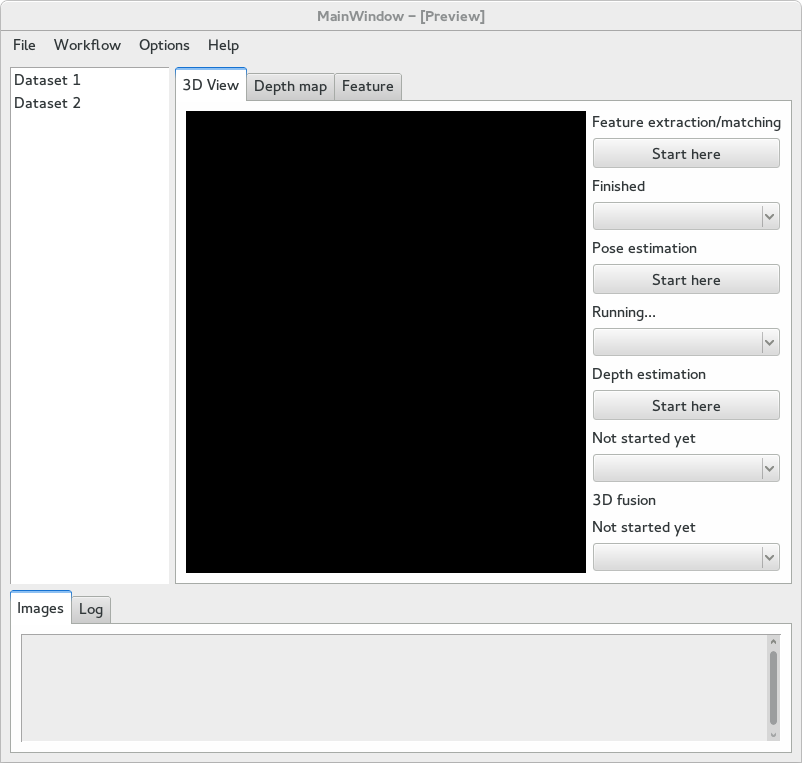 MainWindow – [Preview]
File Workflow Options Help
Dataset 1
Dataset 2
3D View Depth map Feature
Feature extraction/matching
Start here
Finished
Pose estimation
Start here
Running...
Depth estimation
Start here
Not started yet
3D fusion
Not started yet
Images Log